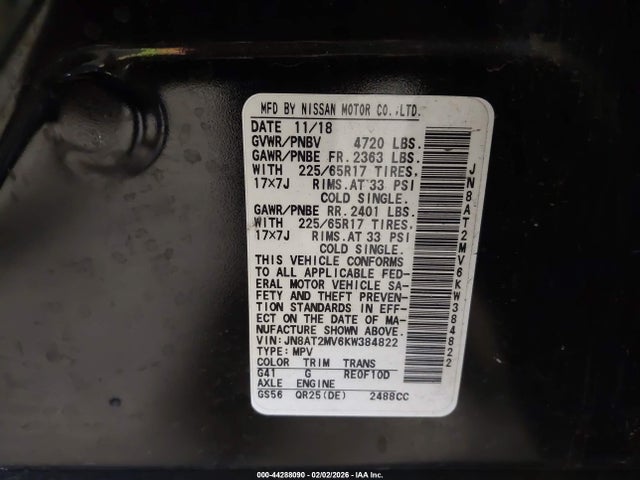 MFD BY NISSAN MOTOR CO.,LTD.
DATE 11/18
GVWR/PNBV 4720 LBS.
GAWR/PNBE FR. 2363 LBS.
WITH 225/65R17 TIRES,
17×7J RIMS.AT 33 PSI
COLD SINGLE.
GAWR/PNBE RR. 2401 LBS.
WITH 225/65R17 TIRES,
17×7J RIMS.AT 33 PSI
COLD SINGLE.
THIS VEHICLE CONFORMS
TO ALL APPLICABLE FED-
ERAL MOTOR VEHICLE SA-
FETY AND THEFT PREVEN-
TION STANDARDS IN EFF-
ECT ON THE DATE OF MA-
NUFACTURE SHOWN ABOVE.
VIN:JN8AT2MV6KW384822
TYPE:MPV
COLOR TRIM TRANS
G41 G RE0F10D
AXLE ENGINE
GS56 QR25(DE) 2488CC
JN8AT2MV6KW384822
000-44288090 - 02/02/2026 - IAA Inc.